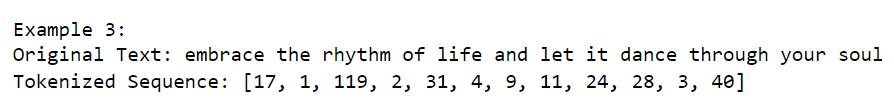 Example 3:
Original Text: embrace the rhythm of life and let it dance through your soul
Tokenized Sequence: [17, 1, 119, 2, 31, 4, 9, 11, 24, 28, 3, 40]